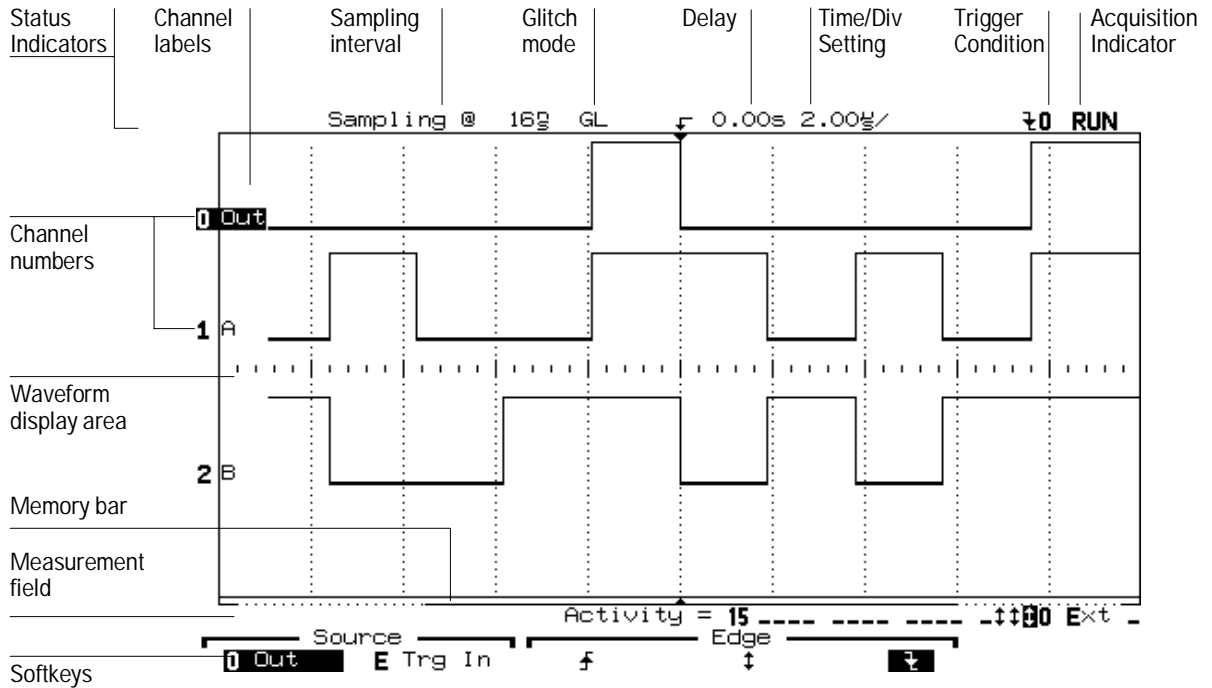 Status Indicators
Channel labels
Sampling interval
Glitch mode
Delay
Time/Div Setting
Trigger Condition
Acquisition Indicator
Sampling @ 16ns GL 0.00s 2.00us/ 0 RUN
0 Out
Channel numbers
1 A
Waveform display area
2 B
Memory bar
Measurement field
Activity = 15 ---- ---- ---- -↕↕↕0 Ext -
Source
Edge
Softkeys
0 Out E Trg In ↕